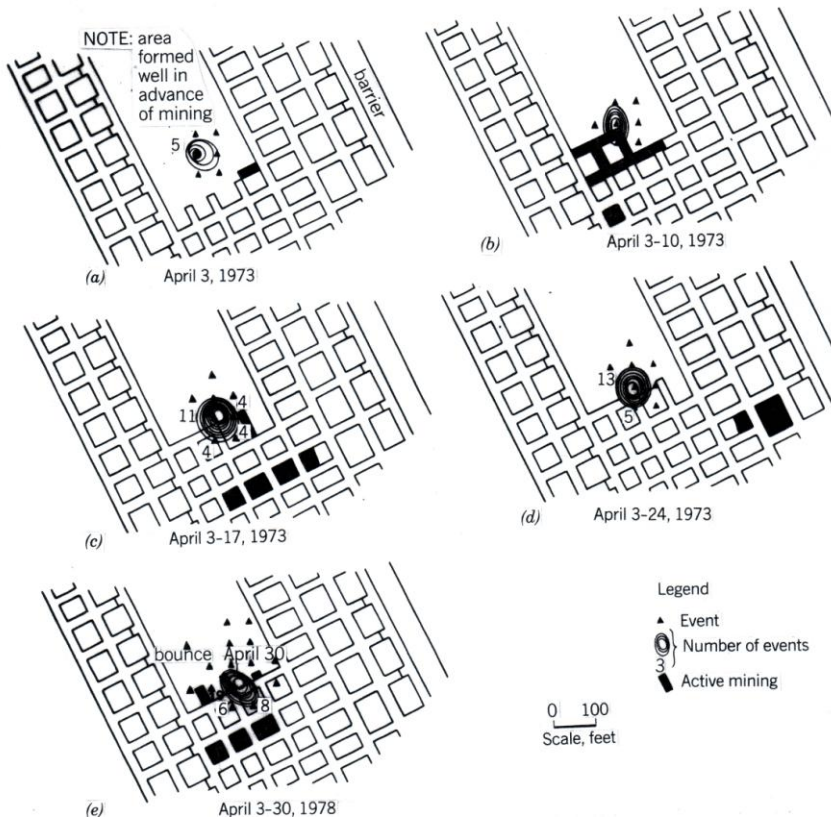 NOTE: area
formed
well in
advance
of mining
barrier
5
(a) April 3, 1973
(b) April 3–10, 1973
11
4
4
4
(c) April 3–17, 1973
13
5
(d) April 3–24, 1973
bounce April 30
6
8
(e) April 3–30, 1978
Legend
Event
Number of events
3
Active mining
0 100
Scale, feet